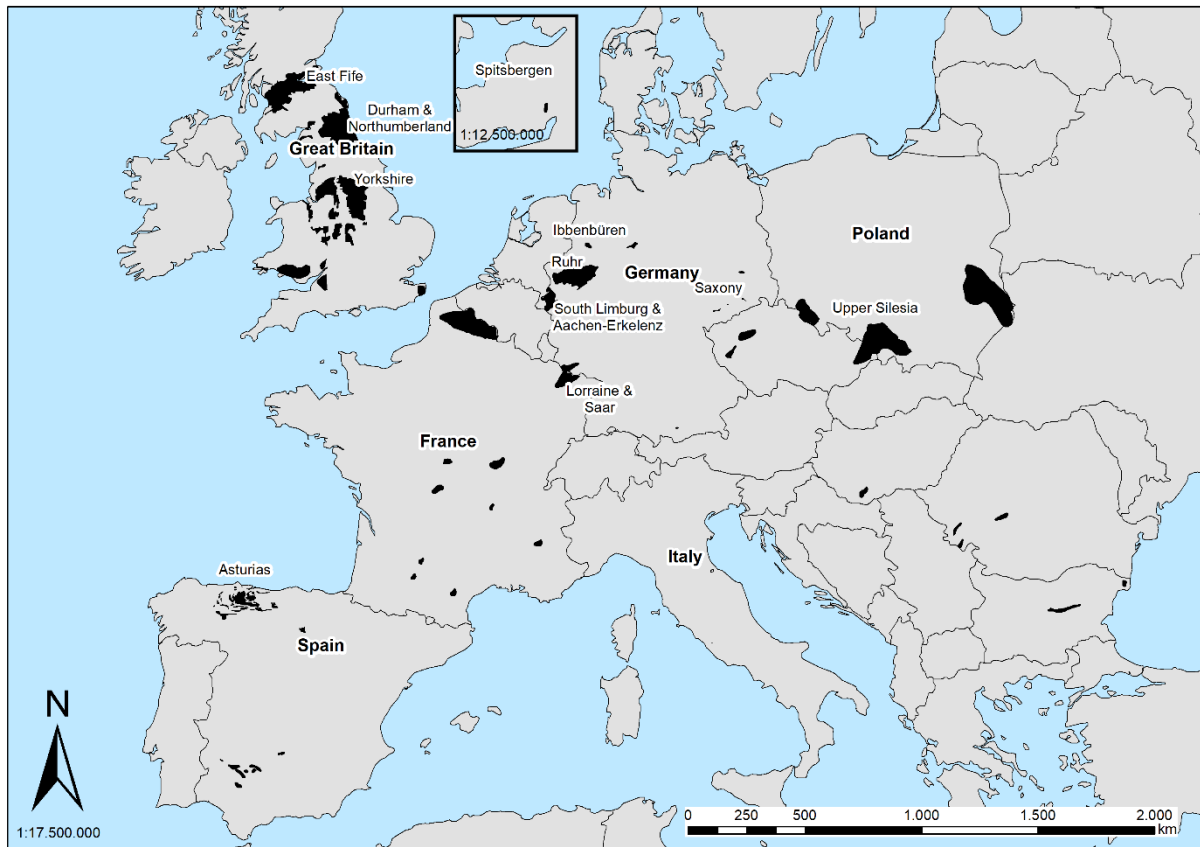 East Fife
Durham &
Northumberland
Great Britain
Yorkshire
Spitsbergen
1:12.500.000
Ibbenbüren
Ruhr
Germany
Saxony
South Limburg &
Aachen-Erkelenz
Poland
Upper Silesia
Lorraine &
Saar
France
Italy
Asturias
Spain
N
1:17.500.000
0 250 500 1.000 1.500 2.000
km